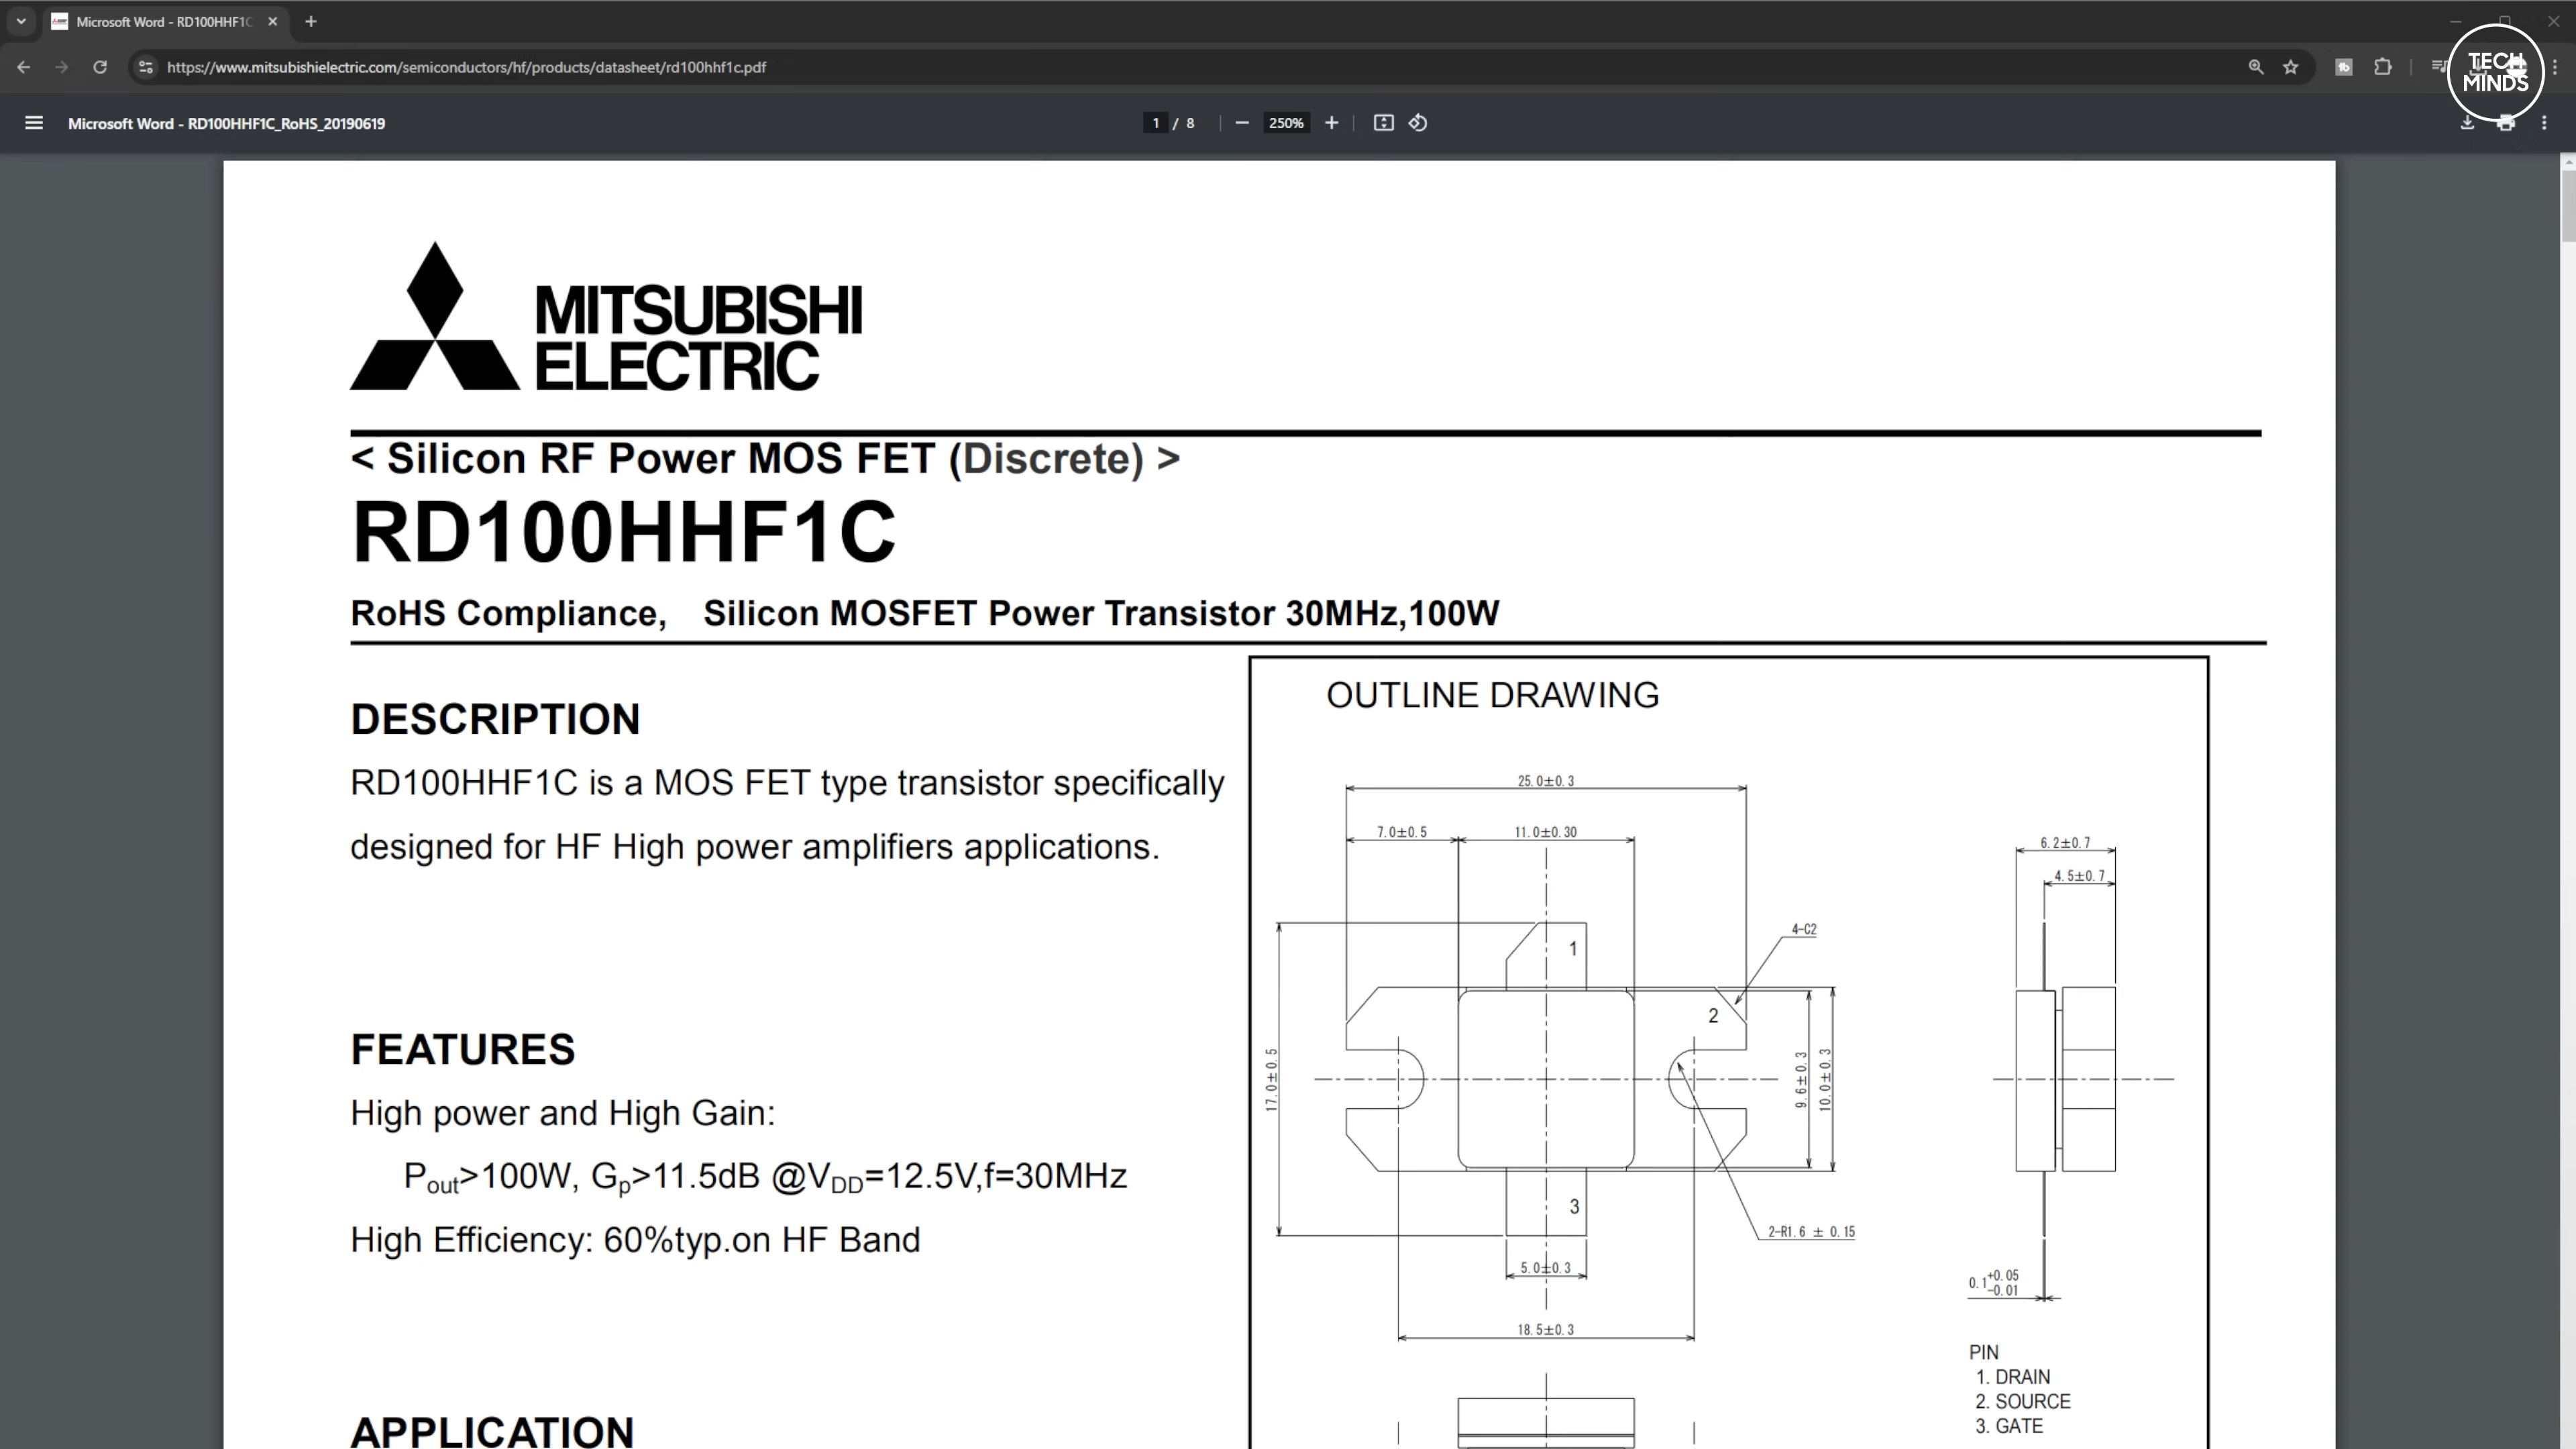 Microsoft Word - RD100HHF1C
https://www.mitsubishielectric.com/semiconductors/hf/products/datasheet/rd100hhf1c.pdf
TECH
MINDS
Microsoft Word - RD100HHF1C_RoHS_20190619
1 / 8
250%
MITSUBISHI
ELECTRIC
< Silicon RF Power MOS FET (Discrete) >
RD100HHF1C
RoHS Compliance, Silicon MOSFET Power Transistor 30MHz,100W
DESCRIPTION
RD100HHF1C is a MOS FET type transistor specifically
designed for HF High power amplifiers applications.
FEATURES
High power and High Gain:
Pout>100W, Gp>11.5dB @VDD=12.5V,f=30MHz
High Efficiency: 60%typ.on HF Band
APPLICATION
OUTLINE DRAWING
25.0±0.3
7.0±0.5
11.0±0.30
6.2±0.7
4.5±0.7
4-C2
1
2
17.0±0.5
9.6±0.3
10.0±0.3
3
2-R1.6 ± 0.15
5.0±0.3
0.1+0.05
-0.01
18.5±0.3
PIN
1. DRAIN
2. SOURCE
3. GATE